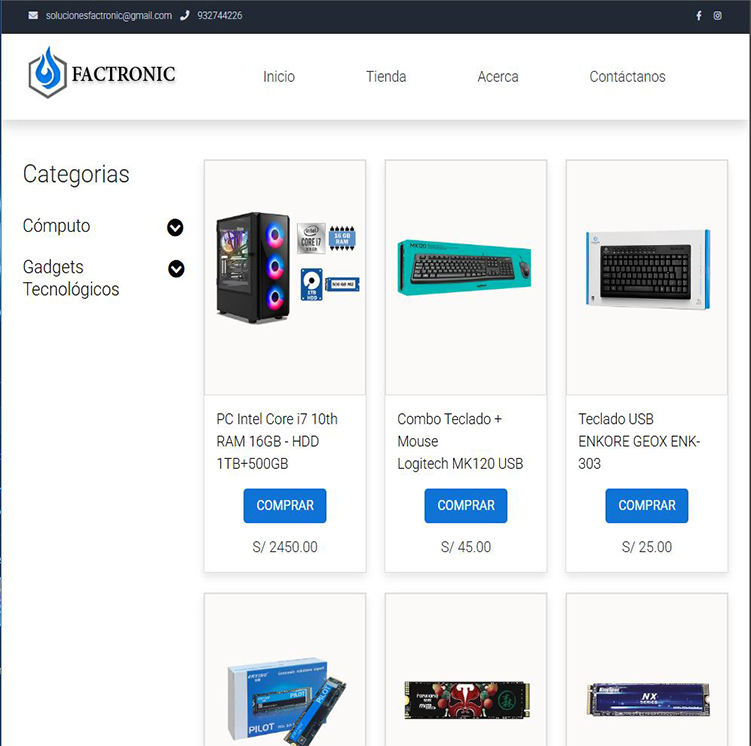 solucionesfactronic@gmail.com 932744226
FACTRONIC
Inicio Tienda Acerca Contáctanos
Categorias
Cómputo
Gadgets
Tecnológicos
intel
CORE i7
16 GB
RAM
1TB
HDD
500 GB M2
PC Intel Core i7 10th
RAM 16GB - HDD
1TB+500GB
COMPRAR
S/ 2450.00
MK120
Combo Teclado +
Mouse
Logitech MK120 USB
COMPRAR
S/ 45.00
Teclado USB
ENKORE GEOX ENK-
303
COMPRAR
S/ 25.00
PILOT
PILOT
KingSpec
NX
SERIES